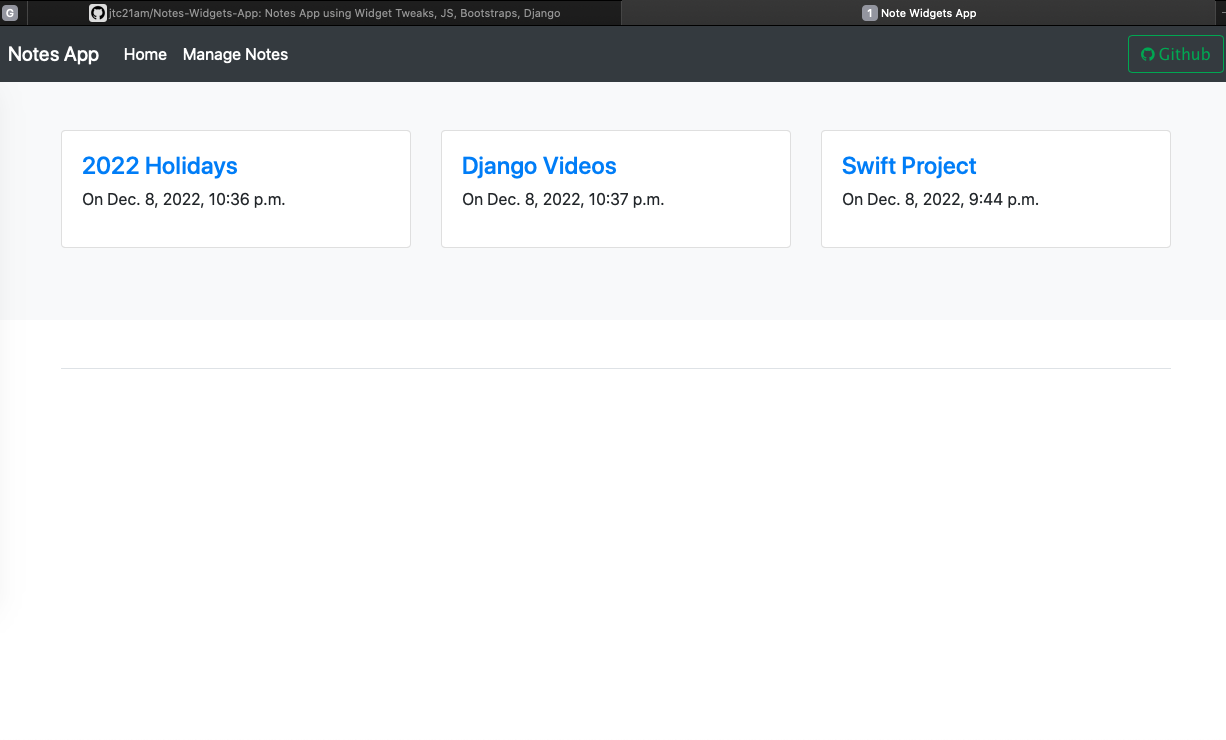 G
jtc21am/Notes-Widgets-App: Notes App using Widget Tweaks, JS, Bootstraps, Django
1 Note Widgets App
Notes App Home Manage Notes Github
2022 Holidays
On Dec. 8, 2022, 10:36 p.m.
Django Videos
On Dec. 8, 2022, 10:37 p.m.
Swift Project
On Dec. 8, 2022, 9:44 p.m.